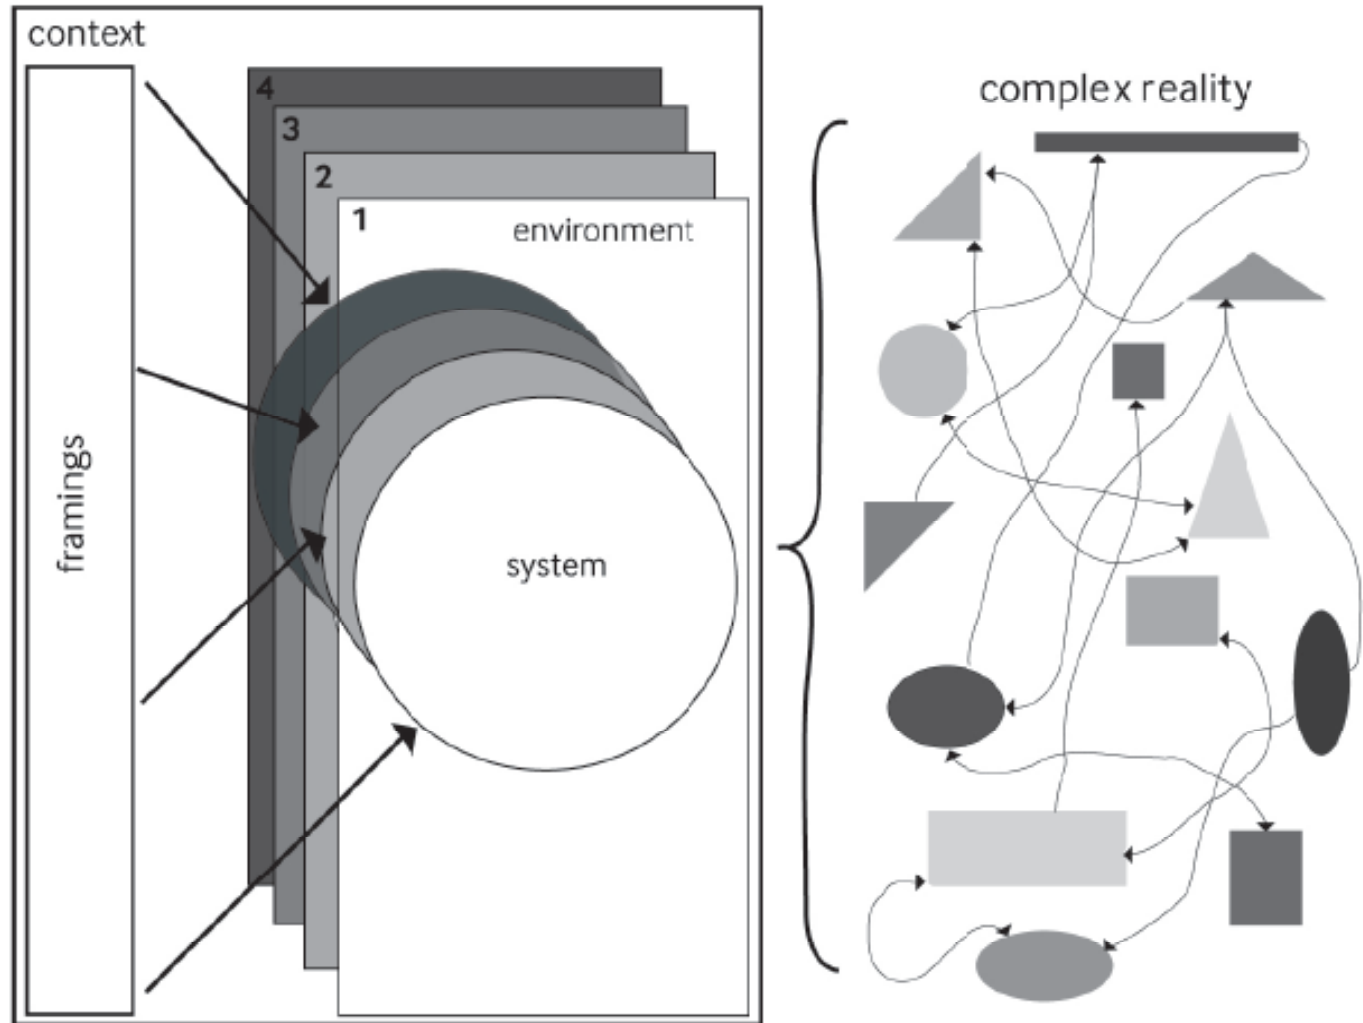 context
framings
4
3
2
1
environment
system
complex reality